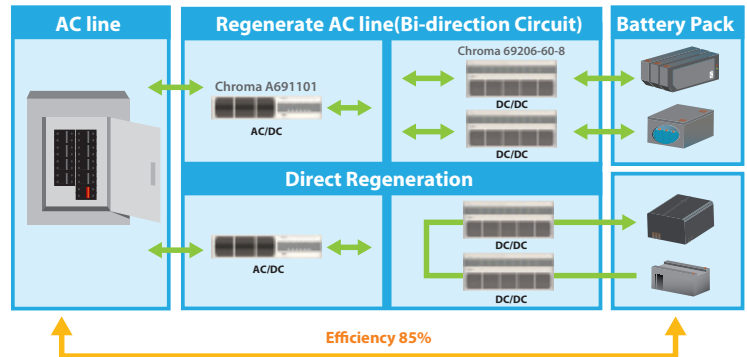 AC line
Regenerate AC line(Bi-direction Circuit)
Battery Pack
Chroma A691101
AC/DC
Chroma 69206-60-8
DC/DC
DC/DC
Direct Regeneration
AC/DC
DC/DC
DC/DC
Efficiency 85%